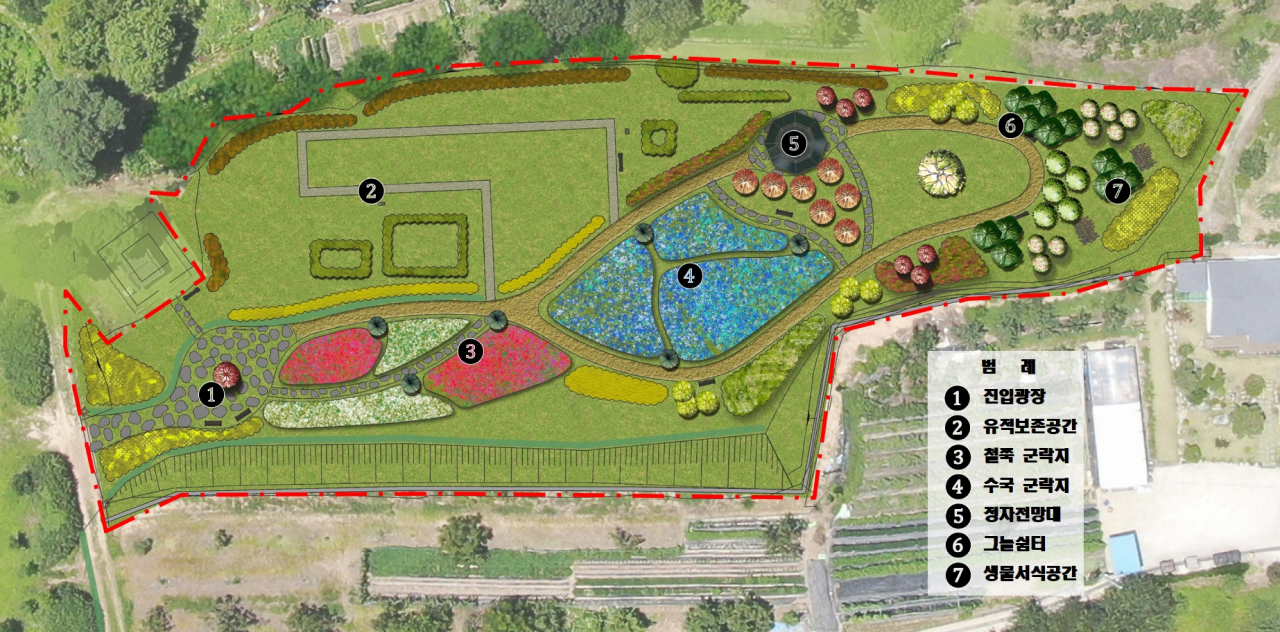 1
2
3
4
5
6
7
범 례
1 진입광장
2 유적보존공간
3 철쭉 군락지
4 수국 군락지
5 정자전망대
6 그늘쉼터
7 생물서식공간